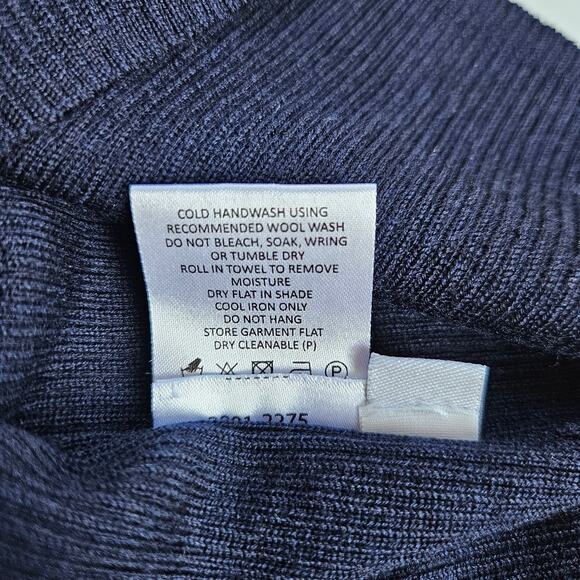 COLD HANDWASH USING
RECOMMENDED WOOL WASH
DO NOT BLEACH, SOAK, WRING
OR TUMBLE DRY
ROLL IN TOWEL TO REMOVE
MOISTURE
DRY FLAT IN SHADE
COOL IRON ONLY
DO NOT HANG
STORE GARMENT FLAT
DRY CLEANABLE (P)
P